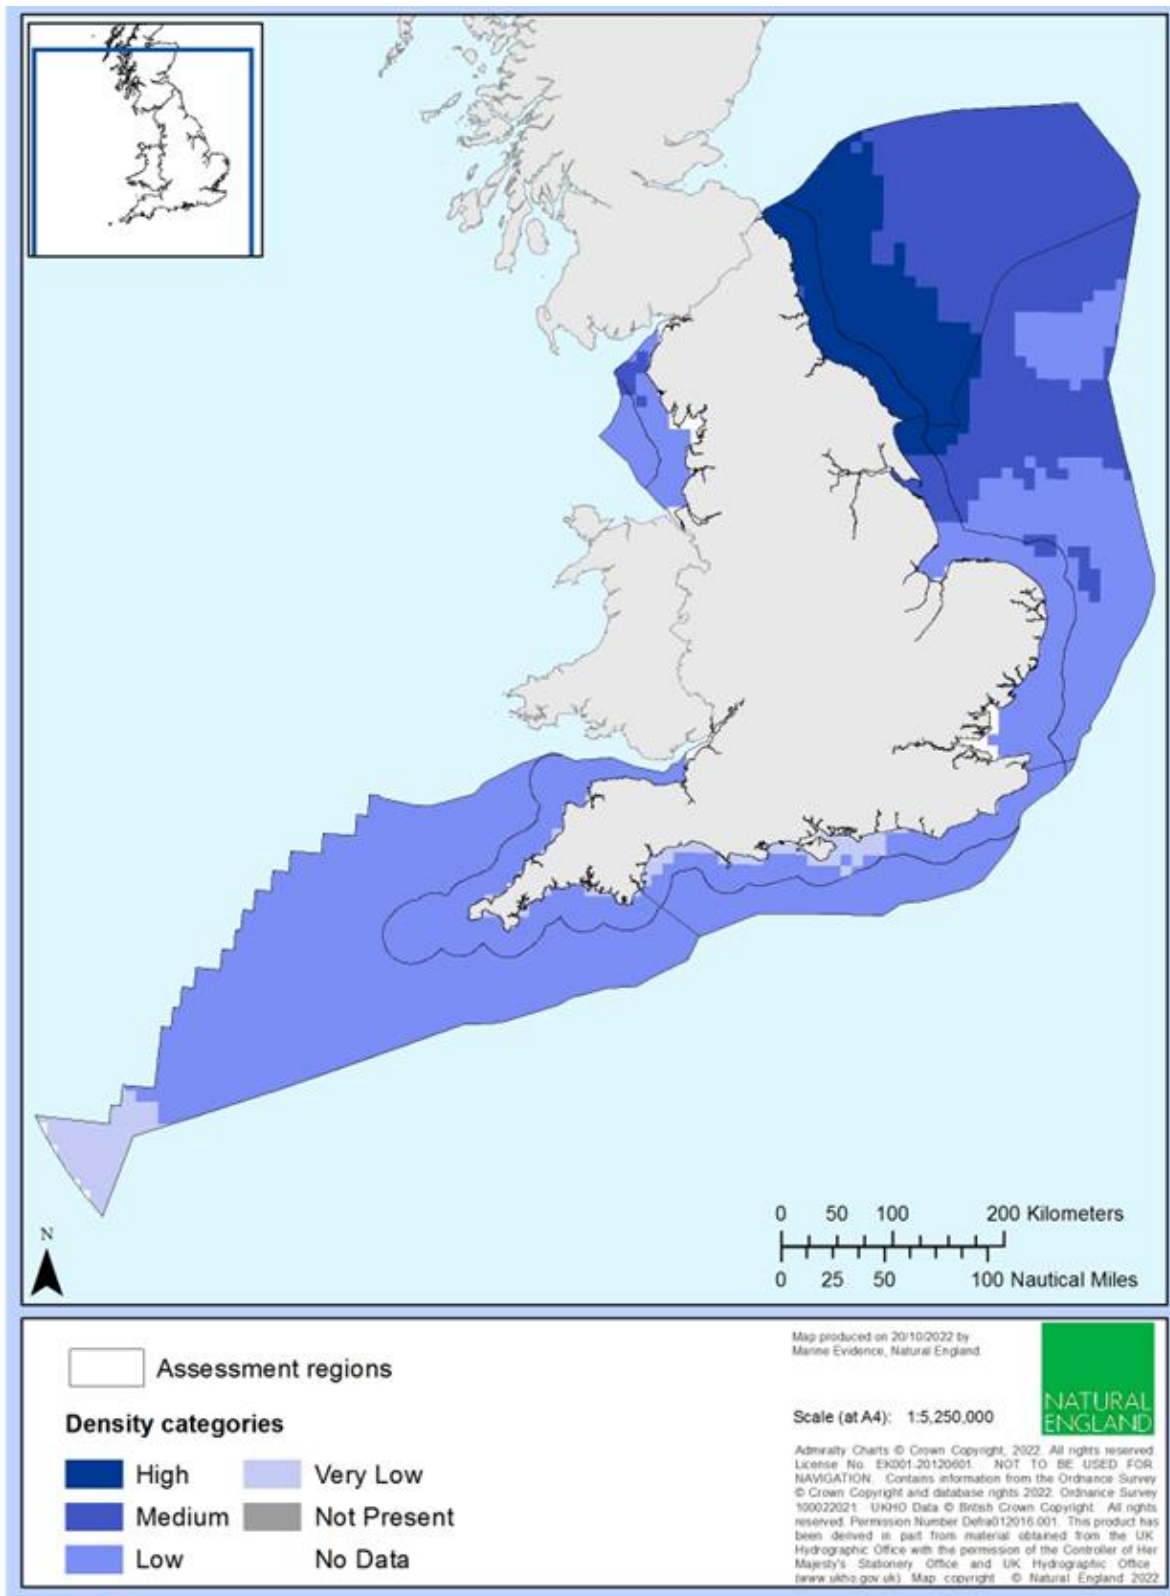 N
0 50 100 200 Kilometers
0 25 50 100 Nautical Miles
Assessment regions
Density categories
High
Medium
Low
Very Low
Not Present
No Data
Map produced on 20/10/2022 by
Marine Evidence, Natural England
Scale (at A4): 1:5,250,000
NATURAL
ENGLAND
Admiralty Charts © Crown Copyright, 2022. All rights reserved.
License No. EK001-20120601. NOT TO BE USED FOR
NAVIGATION. Contains information from the Ordnance Survey
© Crown Copyright and database rights 2022. Ordnance Survey
100022021. UKHO Data © British Crown Copyright. All rights
reserved. Permission Number Defra012016.001. This product has
been derived in part from material obtained from the UK
Hydrographic Office with the permission of the Controller of Her
Majesty's Stationery Office and UK Hydrographic Office
(www.ukho.gov.uk). Map copyright © Natural England 2022